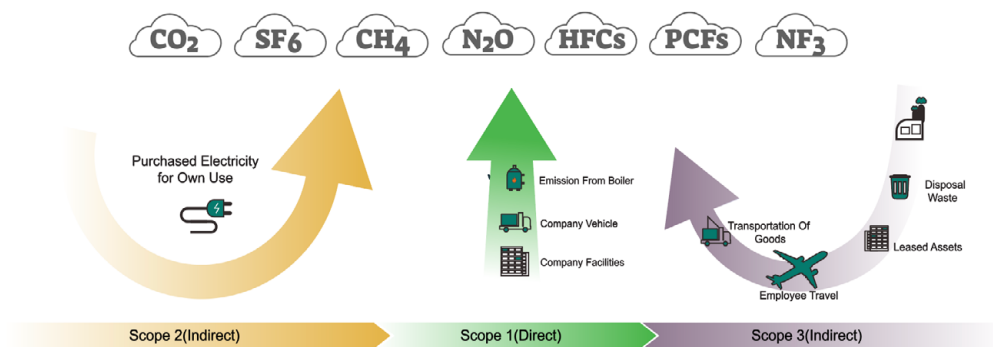 CO2
SF6
CH4
N2O
HFCs
PCFs
NF3
Purchased Electricity
for Own Use
Emission From Boiler
Company Vehicle
Company Facilities
Transportation Of
Goods
Employee Travel
Disposal
Waste
Leased Assets
Scope 2(Indirect)
Scope 1(Direct)
Scope 3(Indirect)